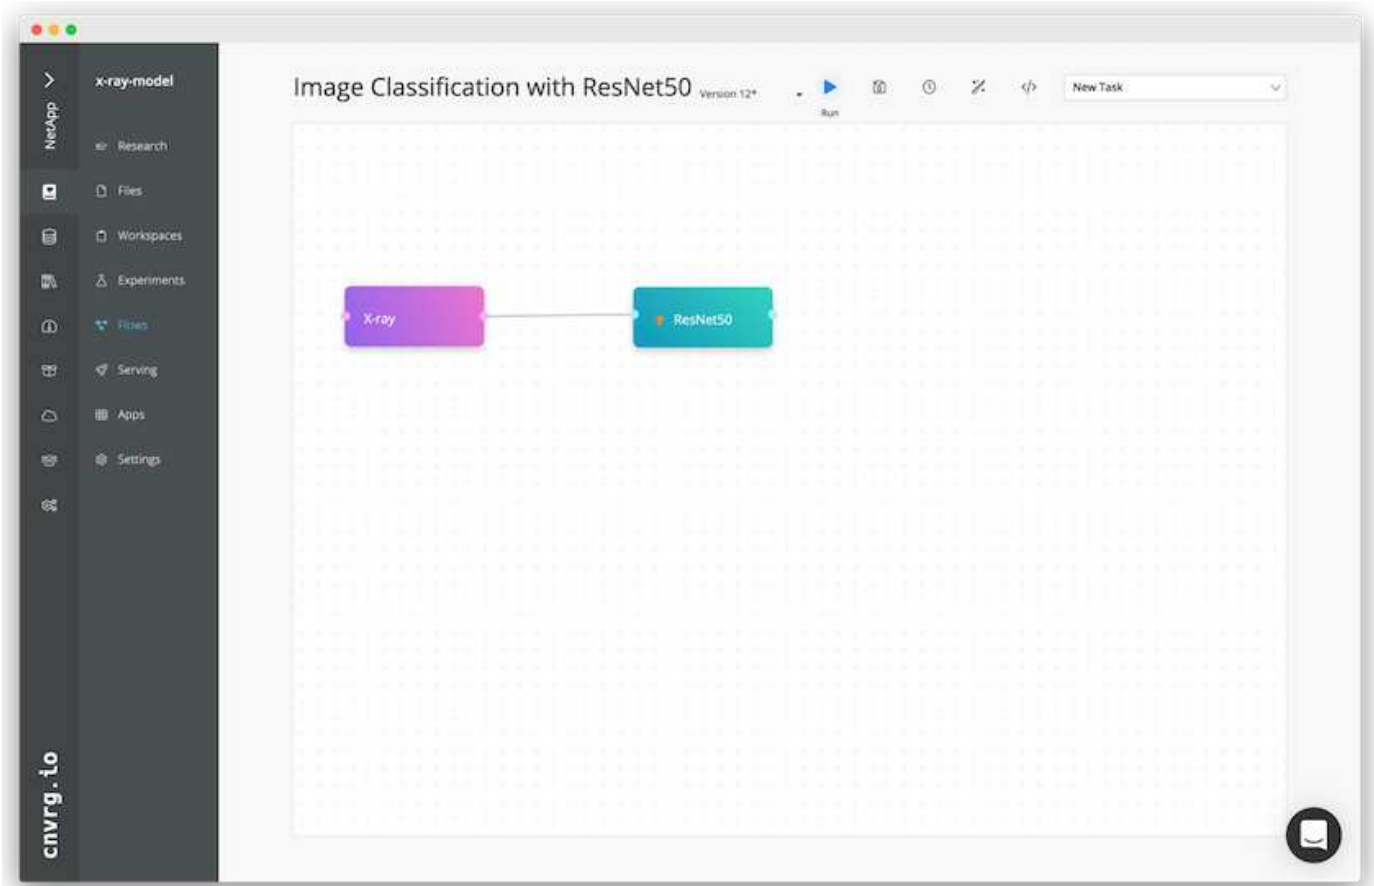 NetApp
cnvrg.io
x-ray-model
Research
Files
Workspaces
Experiments
Flows
Serving
Apps
Settings
Image Classification with ResNet50 Version 12*
Run
</>
New Task
X-ray
ResNet50